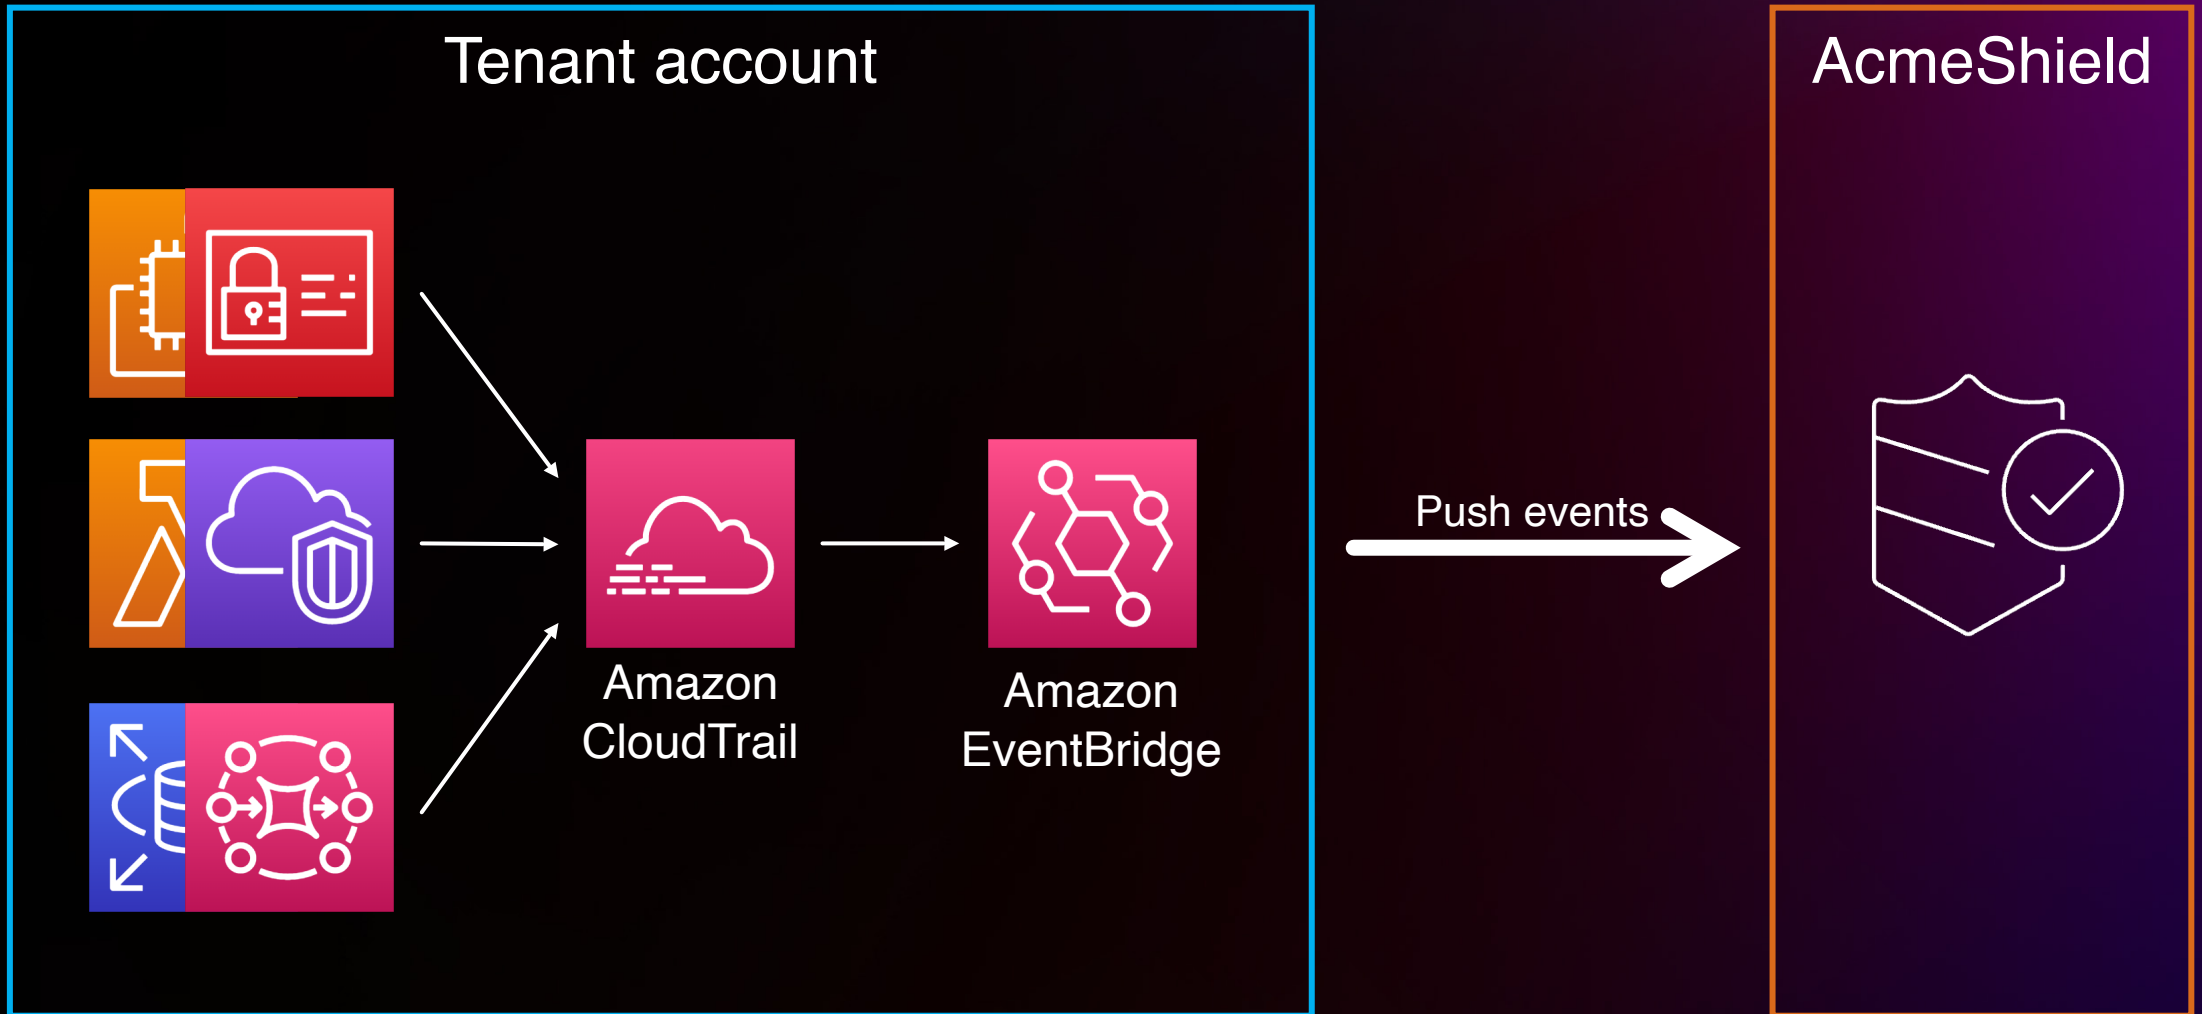 Tenant account
AcmeShield
Push events
Amazon
CloudTrail
Amazon
EventBridge